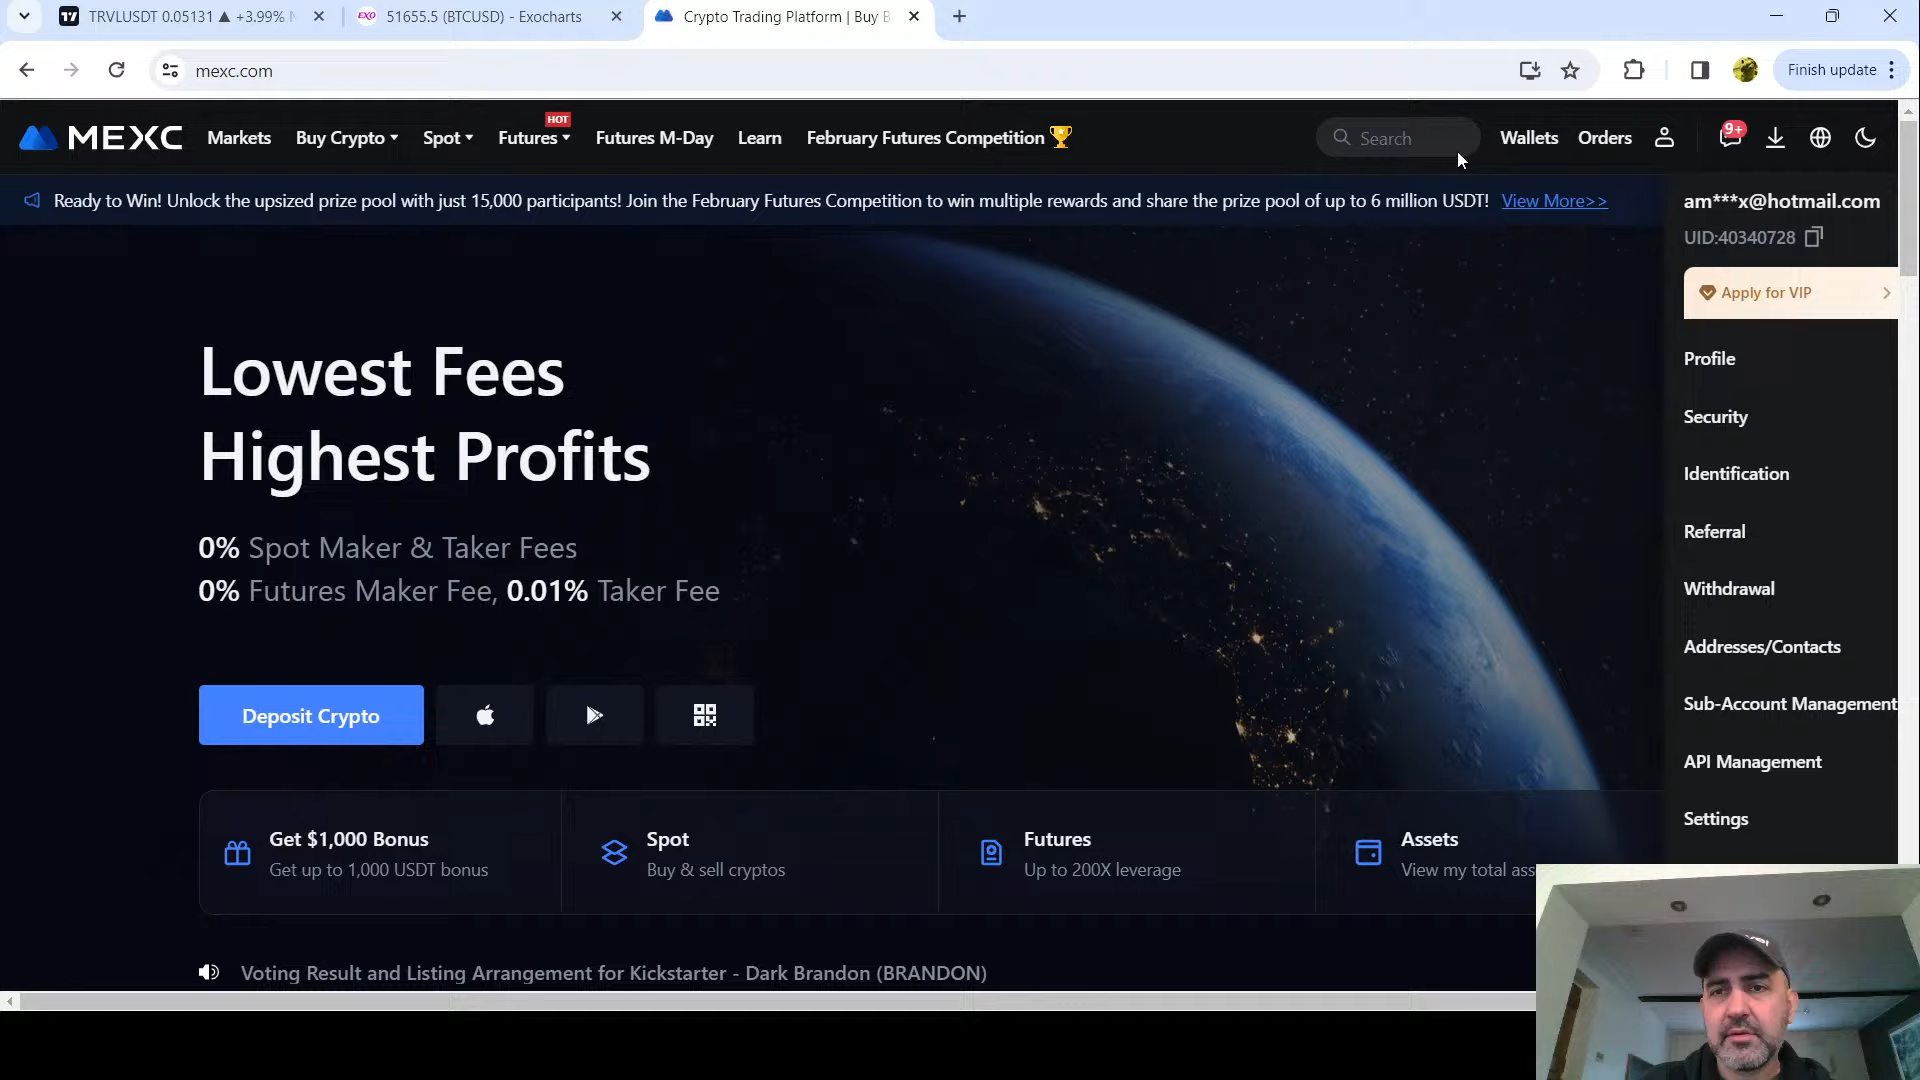 TRVLUSDT 0.05131 ▲ +3.99%
EXO 51655.5 (BTCUSD) - Exocharts
Crypto Trading Platform | Buy B
mexc.com
Finish update
MEXC
Markets
Buy Crypto
Spot
Futures
HOT
Futures M-Day
Learn
February Futures Competition
Search
Wallets
Orders
9+
Ready to Win! Unlock the upsized prize pool with just 15,000 participants! Join the February Futures Competition to win multiple rewards and share the prize pool of up to 6 million USDT! View More>>
am***x@hotmail.com
UID:40340728
Apply for VIP
Profile
Security
Identification
Referral
Withdrawal
Addresses/Contacts
Sub-Account Management
API Management
Settings
Lowest Fees
Highest Profits
0% Spot Maker & Taker Fees
0% Futures Maker Fee, 0.01% Taker Fee
Deposit Crypto
Get $1,000 Bonus
Get up to 1,000 USDT bonus
Spot
Buy & sell cryptos
Futures
Up to 200X leverage
Assets
View my total ass
Voting Result and Listing Arrangement for Kickstarter - Dark Brandon (BRANDON)